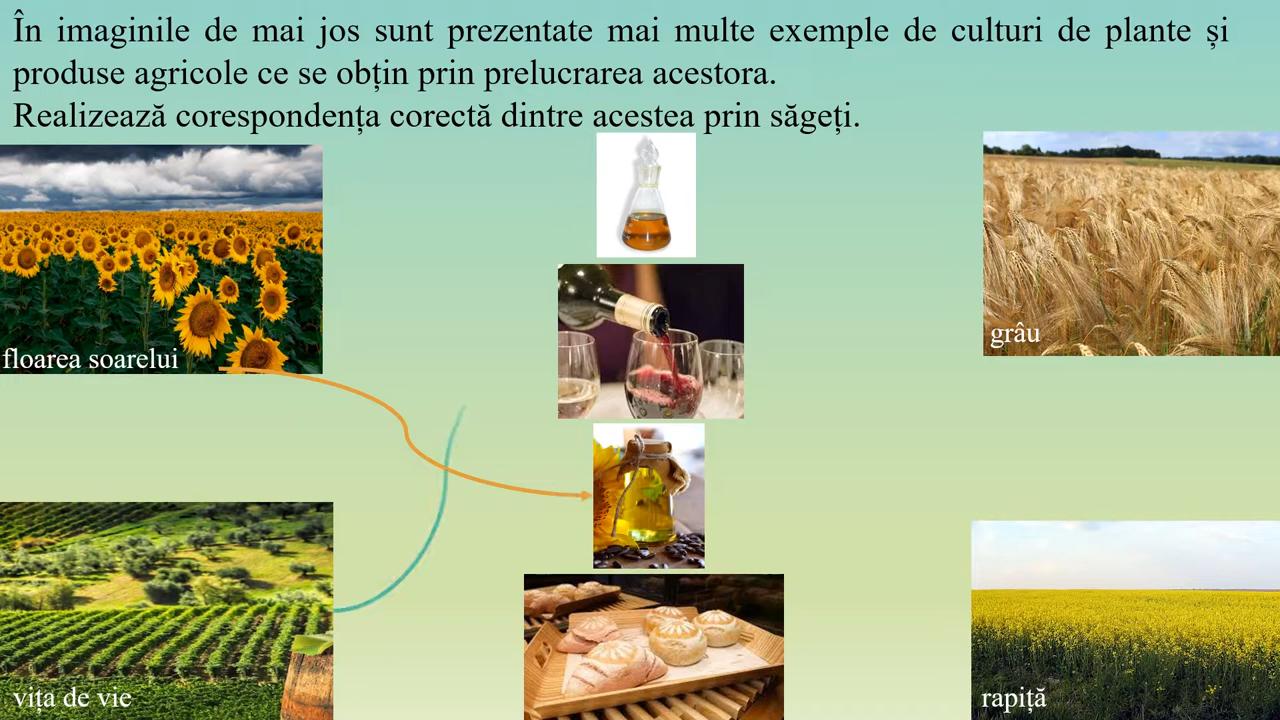 În imaginile de mai jos sunt prezentate mai multe exemple de culturi de plante și
produse agricole ce se obțin prin prelucrarea acestora.
Realizează corespondența corectă dintre acestea prin săgeți.
floarea soarelui
grâu
vița de vie
rapiță